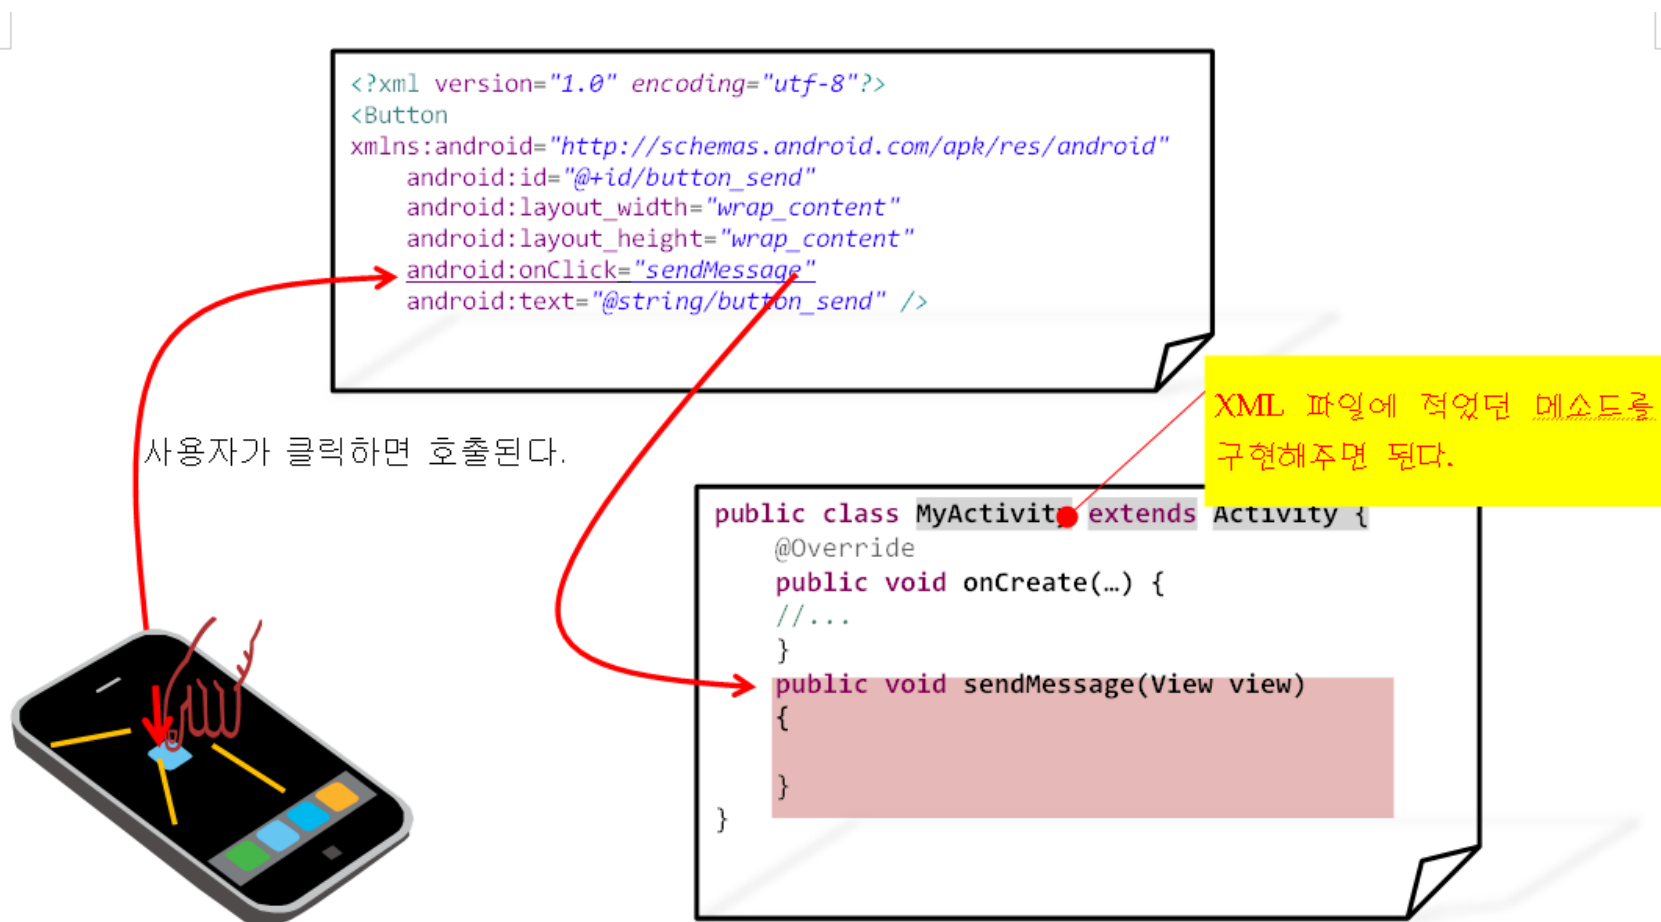 <?xml version="1.0" encoding="utf-8"?>
<Button
xmlns:android="http://schemas.android.com/apk/res/android"
android:id="@+id/button_send"
android:layout_width="wrap_content"
android:layout_height="wrap_content"
android:onClick="sendMessage"
android:text="@string/button_send" />
XML 파일에 적었던 메소드를
구현해주면 된다.
사용자가 클릭하면 호출된다.
public class MyActivity extends Activity {
@Override
public void onCreate(…) {
//...
}
public void sendMessage(View view)
{
}
}